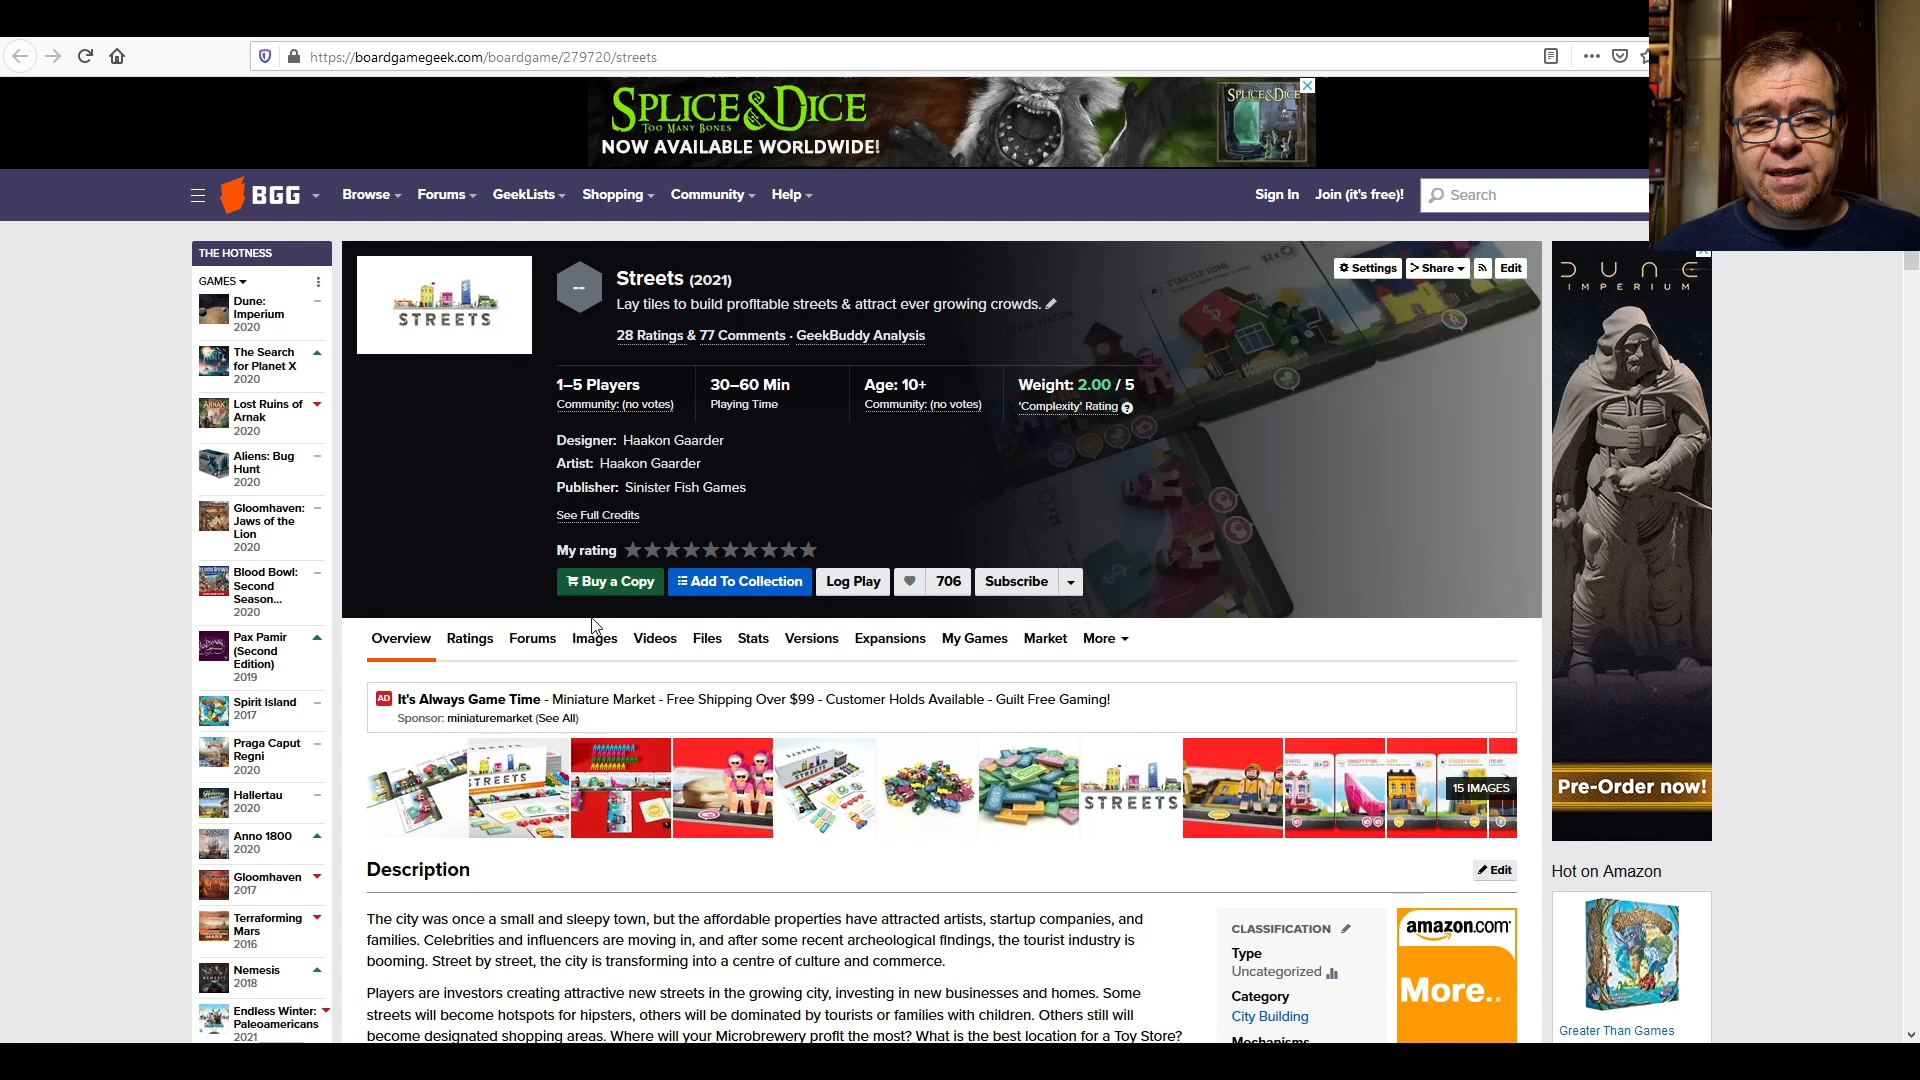 https://boardgamegeek.com/boardgame/279720/streets
SPLICE & DICE
TOO MANY BONES
NOW AVAILABLE WORLDWIDE!
SPLICE & DICE
BGG
Browse
Forums
GeekLists
Shopping
Community
Help
Sign In
Join (it's free)!
Search
THE HOTNESS
GAMES
Dune:
Imperium
2020
The Search
for Planet X
2020
Lost Ruins of
Arnak
2020
Aliens: Bug
Hunt
2020
Gloomhaven:
Jaws of the
Lion
2020
Blood Bowl:
Second
Season...
2020
Pax Pamir
(Second
Edition)
2019
Spirit Island
2017
Praga Caput
Regni
2020
Hallertau
2020
Anno 1800
2020
Gloomhaven
2017
Terraforming
Mars
2016
Nemesis
2018
Endless Winter:
Paleoamericans
2021
STREETS
--
Streets (2021)
Lay tiles to build profitable streets & attract ever growing crowds.
28 Ratings & 77 Comments · GeekBuddy Analysis
Settings
Share
Edit
1–5 Players
Community: (no votes)
30–60 Min
Playing Time
Age: 10+
Community: (no votes)
Weight: 2.00 / 5
'Complexity' Rating
Designer: Haakon Gaarder
Artist: Haakon Gaarder
Publisher: Sinister Fish Games
See Full Credits
My rating
Buy a Copy
Add To Collection
Log Play
706
Subscribe
STARTER HOME
Overview
Ratings
Forums
Images
Videos
Files
Stats
Versions
Expansions
My Games
Market
More
AD It's Always Game Time - Miniature Market - Free Shipping Over $99 - Customer Holds Available - Guilt Free Gaming!
Sponsor: miniaturemarket (See All)
STREETS
STREETS
STREETS
15 IMAGES
Description
Edit
The city was once a small and sleepy town, but the affordable properties have attracted artists, startup companies, and
families. Celebrities and influencers are moving in, and after some recent archeological findings, the tourist industry is
booming. Street by street, the city is transforming into a centre of culture and commerce.
Players are investors creating attractive new streets in the growing city, investing in new businesses and homes. Some
streets will become hotspots for hipsters, others will be dominated by tourists or families with children. Others still will
become designated shopping areas. Where will your Microbrewery profit the most? What is the best location for a Toy Store?
CLASSIFICATION
Type
Uncategorized
Category
City Building
Mechanisms
amazon.com
More..
DUNE
IMPERIUM
Pre-Order now!
Hot on Amazon
Greater Than Games